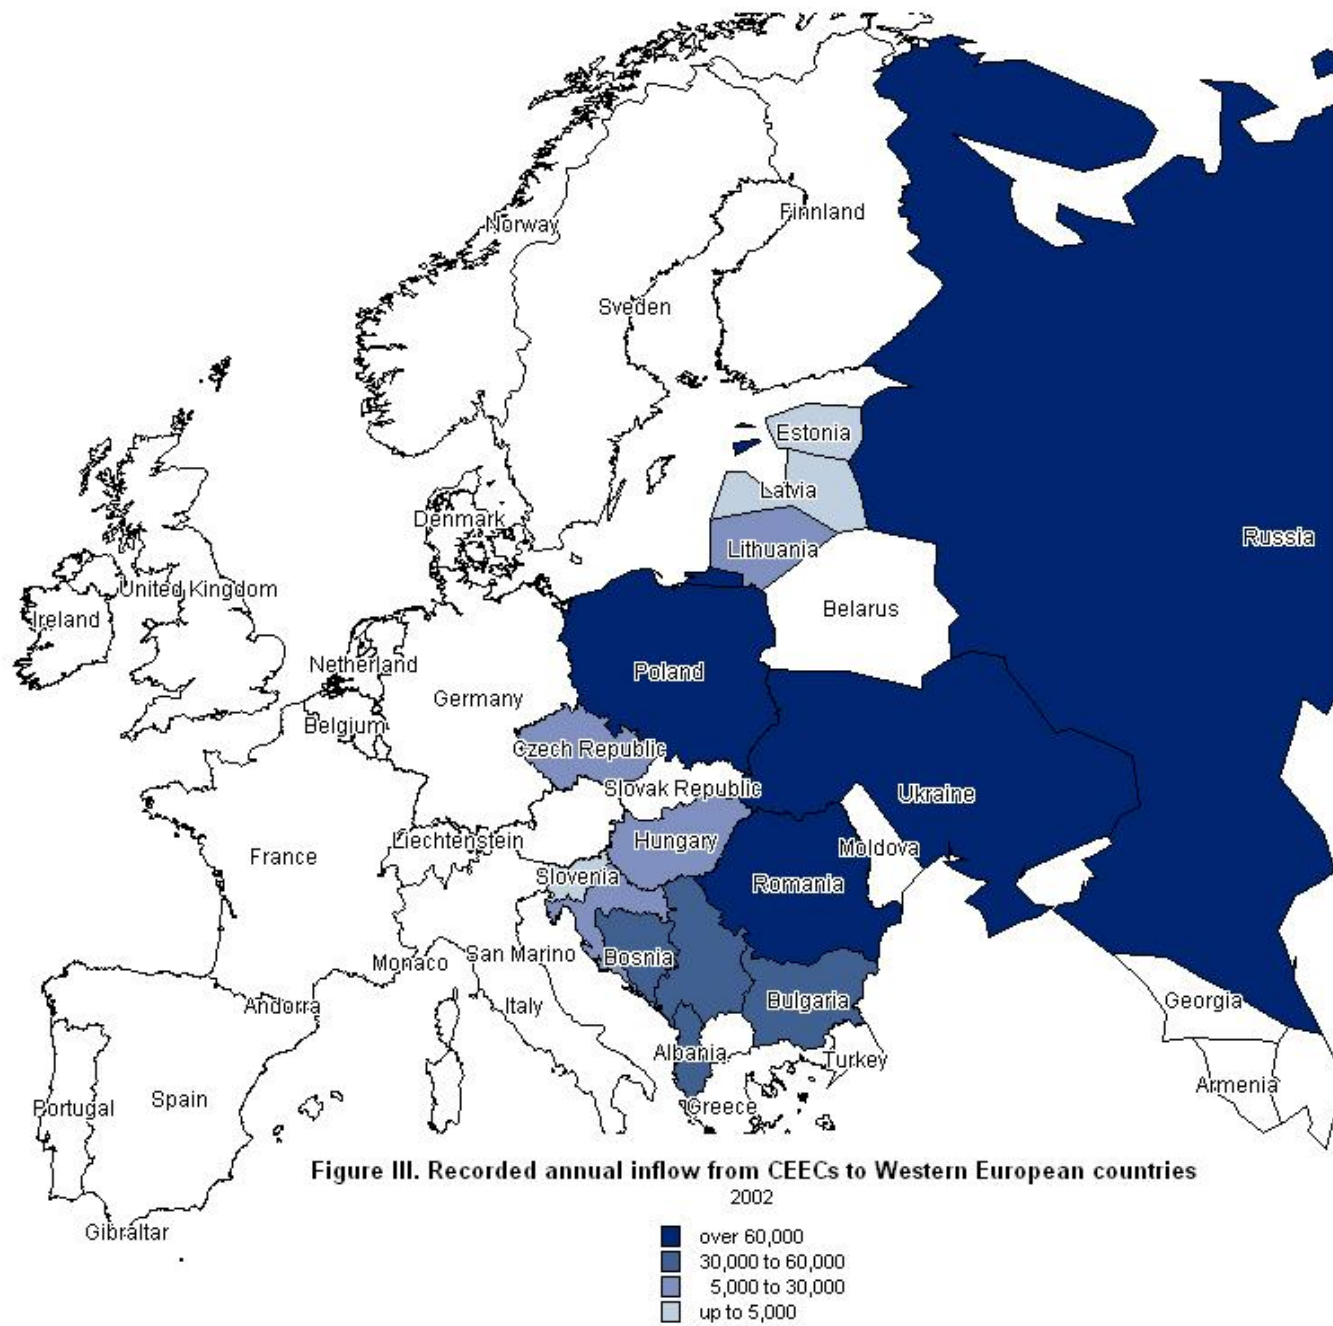 Norway
Finnland
Sveden
Estonia
Latvia
Denmark
Lithuania
Russia
United Kingdom
Ireland
Belarus
Netherland
Poland
Germany
Belgium
Czech Republic
Slovak Republic
Ukraine
Liechtenstein
Hungary
Moldova
France
Slovenia
Romania
San Marino
Bosnia
Monaco
Andorra
Italy
Bulgaria
Georgia
Albania
Turkey
Armenia
Spain
Portugal
Greece
Gibraltar
Figure III. Recorded annual inflow from CEECs to Western European countries
2002
over 60,000
30,000 to 60,000
5,000 to 30,000
up to 5,000